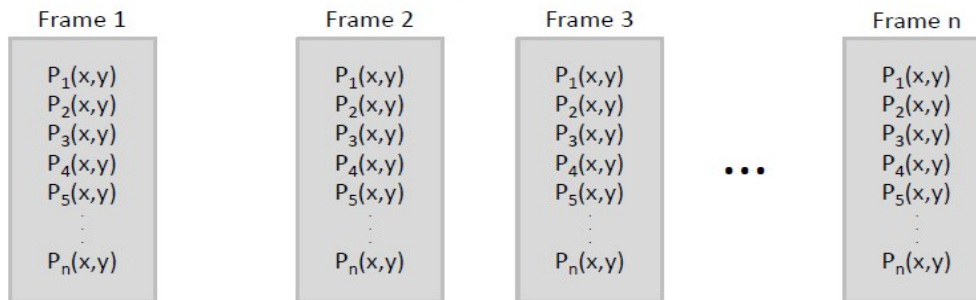 Frame 1
P₁(x,y)
P₂(x,y)
P₃(x,y)
P₄(x,y)
P₅(x,y)
.
.
.
Pₙ(x,y)
Frame 2
P₁(x,y)
P₂(x,y)
P₃(x,y)
P₄(x,y)
P₅(x,y)
.
.
.
Pₙ(x,y)
Frame 3
P₁(x,y)
P₂(x,y)
P₃(x,y)
P₄(x,y)
P₅(x,y)
.
.
.
Pₙ(x,y)
...
Frame n
P₁(x,y)
P₂(x,y)
P₃(x,y)
P₄(x,y)
P₅(x,y)
.
.
.
Pₙ(x,y)